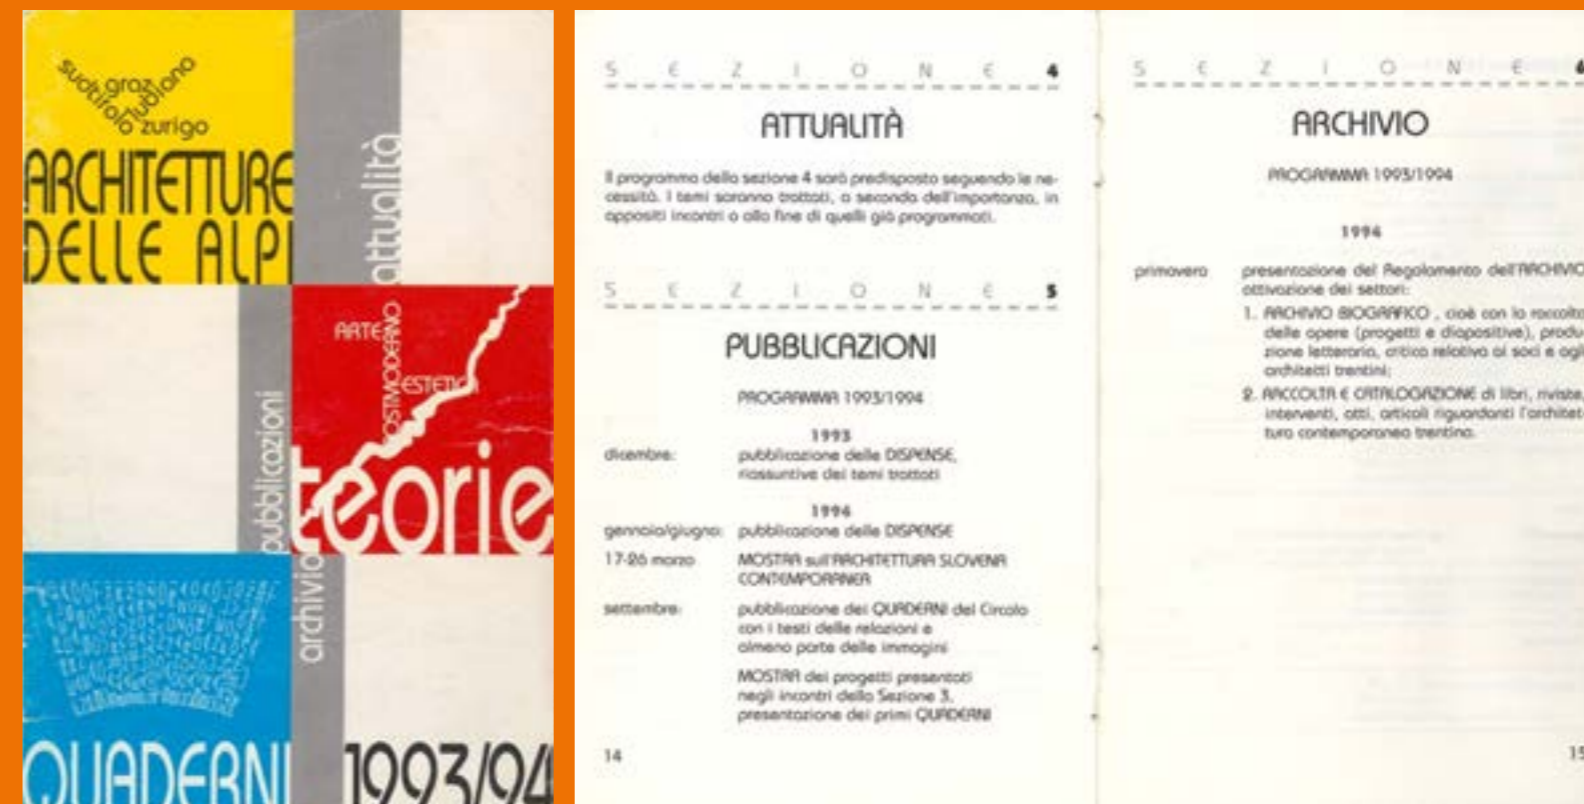 sudtirolo
graz
lubiano
zurigo
ARCHITETTURE
DELLE ALPI
attualità
pubblicazioni
ARTE
POSTMODERNO
ESTETICA
teorie
archivio
QUADERNI
1993/94
SEZIONE 4
ATTUALITÀ
Il programma della sezione 4 sarà predisposto seguendo le ne-
cessità. I temi saranno trattati, a seconda dell'importanza, in
appositi incontri o alla fine di quelli già programmati.
SEZIONE 5
PUBBLICAZIONI
PROGRAMMA 1993/1994
1993
dicembre: pubblicazione delle DISPENSE,
riassuntive dei temi trattati
1994
gennaio/giugno: pubblicazione delle DISPENSE
17-26 marzo MOSTRA sull'ARCHITETTURA SLOVENA
CONTEMPORANEA
settembre: pubblicazione dei QUADERNI del Circolo
con i testi delle relazioni e
almeno parte delle immagini
MOSTRA dei progetti presentati
negli incontri della Sezione 3,
presentazione dei primi QUADERNI
14
SEZIONE
ARCHIVIO
PROGRAMMA 1993/1994
1994
primavera presentazione del Regolamento dell'ARCHIVIO
attivazione dei settori:
1. ARCHIVIO BIOGRAFICO , cioè con la raccolta
delle opere (progetti e diapositive), produ-
zione letteraria, critica relativa ai soci e agli
architetti trentini;
2. RACCOLTA E CATALOGAZIONE di libri, riviste,
interventi, atti, articoli riguardanti l'architet-
tura contemporanea trentina.
15